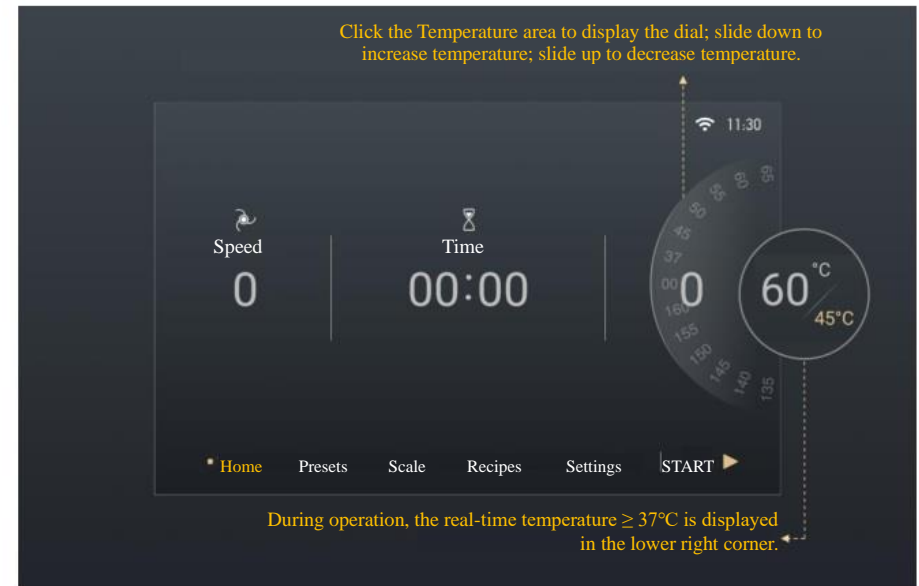 Click the Temperature area to display the dial; slide down to
increase temperature; slide up to decrease temperature.
11:30
65
60
55
50
45
37
00
160
155
150
145
140
135
Speed
0
Time
00:00
0
60 °C
45°C
Home Presets Scale Recipes Settings START
During operation, the real-time temperature ≥ 37℃ is displayed
in the lower right corner.